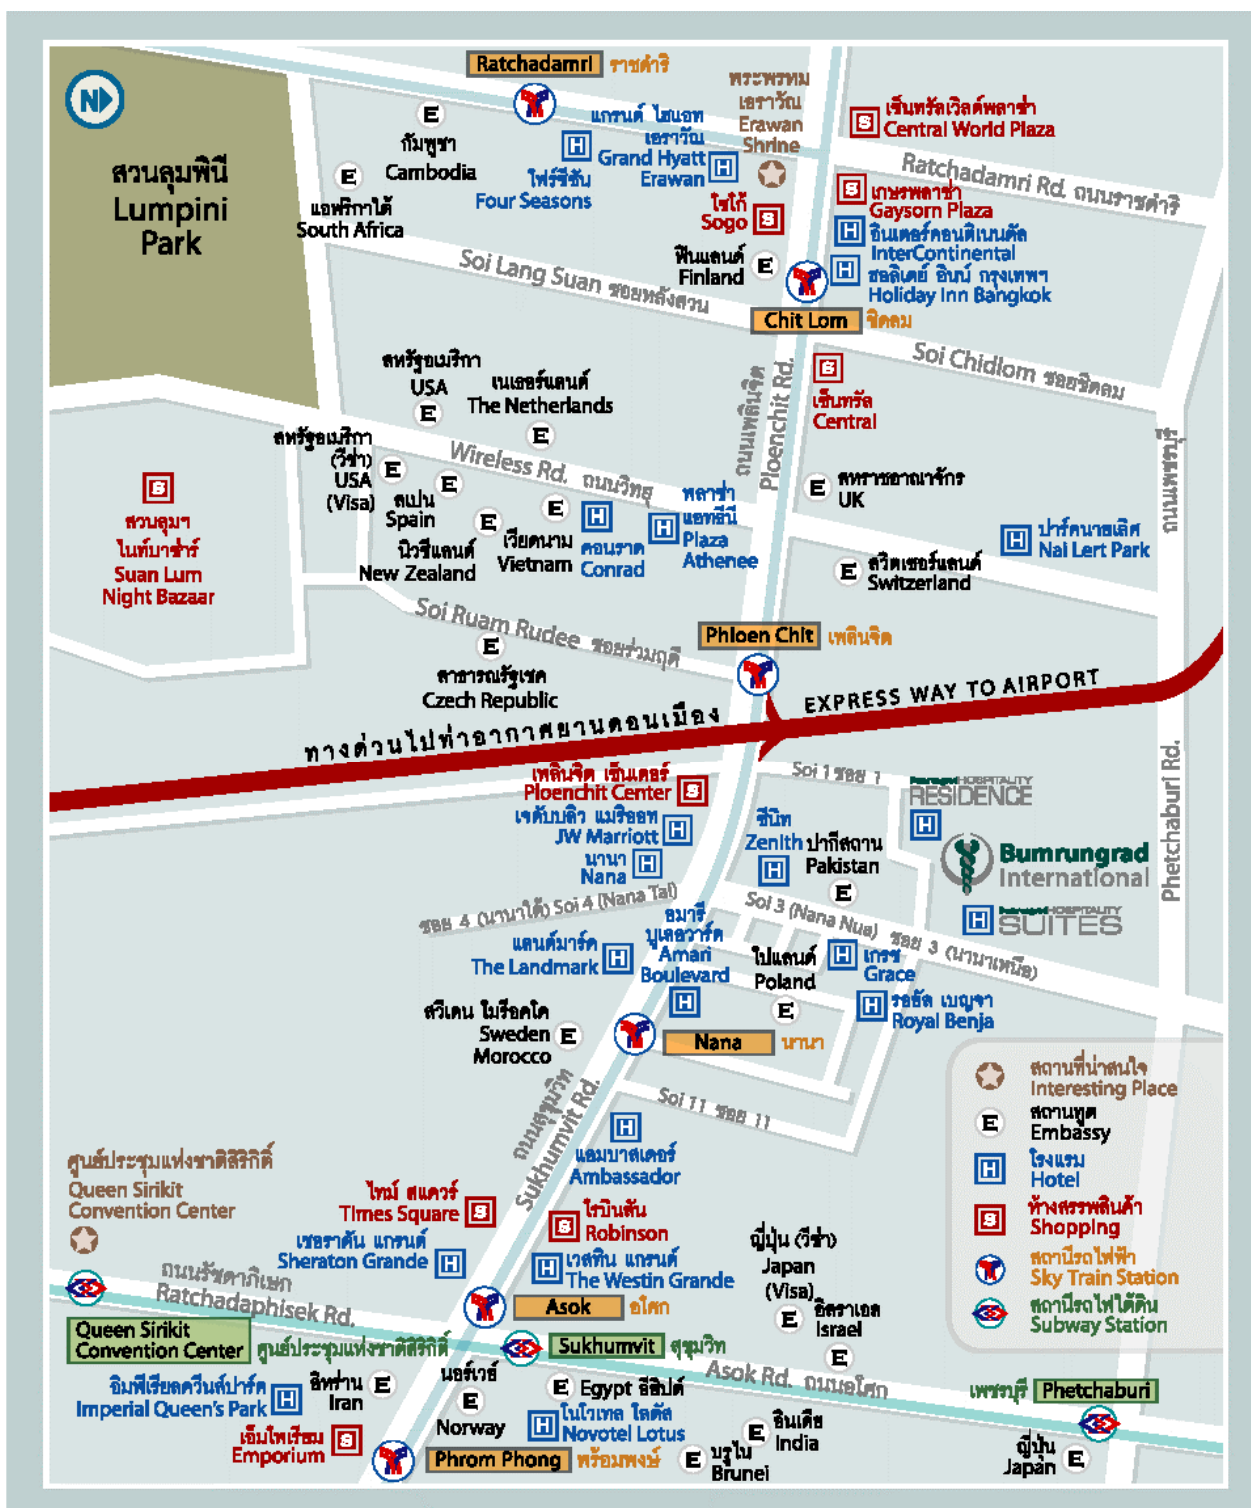 Ratchadamri ราชดำริ
N
สวนลุมพินี
Lumpini
Park
E
กัมพูชา
Cambodia
E
แอฟริกาใต้
South Africa
แกรนด์ ไฮแอท
เอราวัณ
Grand Hyatt
Erawan
H
H
โฟร์ซีซัน
Four Seasons
พระพรหม
เอราวัณ
Erawan
Shrine
S
เซ็นทรัลเวิลด์พลาซ่า
Central World Plaza
Ratchadamri Rd. ถนนราชดำริ
S
เกษรพลาซ่า
Gaysorn Plaza
โซโก้
Sogo
S
H
อินเตอร์คอนติเนนตัล
InterContinental
ฟินแลนด์
Finland
E
H
ฮอลิเดย์ อินน์ กรุงเทพฯ
Holiday Inn Bangkok
Soi Lang Suan ซอยหลังสวน
Chit Lom ชิดลม
Soi Chidlom ซอยชิดลม
สหรัฐอเมริกา
USA
E
เนเธอร์แลนด์
The Netherlands
E
ถนนเพลินจิต
Ploenchit Rd.
S
เซ็นทรัล
Central
สหรัฐอเมริกา
(วีซ่า)
USA
(Visa)
E
Wireless Rd. ถนนวิทยุ
E
สเปน
Spain
E
นิวซีแลนด์
New Zealand
E
เวียดนาม
Vietnam
H
คอนราด
Conrad
พลาซ่า
แอทธินี
Plaza
Athenee
H
E
สหราชอาณาจักร
UK
ถนนเพชรบุรี
H
ปาร์คนายเลิศ
Nai Lert Park
E
สวิตเซอร์แลนด์
Switzerland
S
สวนลุมฯ
ไนท์บาซ่าร์
Suan Lum
Night Bazaar
Soi Ruam Rudee ซอยร่วมฤดี
E
สาธารณรัฐเชค
Czech Republic
Phloen Chit เพลินจิต
ทางด่วนไปท่าอากาศยานดอนเมือง
EXPRESS WAY TO AIRPORT
Phetchaburi Rd.
เพลินจิต เซ็นเตอร์
Ploenchit Center
S
Soi 1 ซอย 1
HOSPITALITY
RESIDENCE
H
เจดับบลิว แมริออท
JW Marriott
H
นานา
Nana
H
ซีนิท
Zenith
H
ปากีสถาน
Pakistan
E
Bumrungrad
International
HOSPITALITY
SUITES
H
ซอย 4 (นานาใต้) Soi 4 (Nana Tai)
Soi 3 (Nana Nua) ซอย 3 (นานาเหนือ)
แลนด์มาร์ค
The Landmark
H
อมารี
บูเลอวาร์ด
Amari
Boulevard
H
โปแลนด์
Poland
E
H
เกรซ
Grace
H
รอยัล เบญจา
Royal Benja
สวีเดน โมร็อคโค
Sweden
Morocco
E
Nana นานา
ถนนสุขุมวิท
Sukhumvit Rd.
Soi 11 ซอย 11
H
แอมบาสเดอร์
Ambassador
สถานที่น่าสนใจ
Interesting Place
E
สถานทูต
Embassy
H
โรงแรม
Hotel
S
ห้างสรรพสินค้า
Shopping
สถานีรถไฟฟ้า
Sky Train Station
สถานีรถไฟใต้ดิน
Subway Station
ศูนย์ประชุมแห่งชาติสิริกิติ์
Queen Sirikit
Convention Center
ไทม์ สแควร์
Times Square
S
S
โรบินสัน
Robinson
เชอราตัน แกรนด์
Sheraton Grande
H
H
เวสทิน แกรนด์
The Westin Grande
ญี่ปุ่น (วีซ่า)
Japan
(Visa)
E
อิสราเอล
Israel
E
ถนนรัชดาภิเษก
Ratchadaphisek Rd.
Asok อโศก
Queen Sirikit
Convention Center ศูนย์ประชุมแห่งชาติสิริกิติ์
Sukhumvit สุขุมวิท
Asok Rd. ถนนอโศก
เพชรบุรี Phetchaburi
อิมพีเรียลควีนส์ปาร์ค
Imperial Queen's Park
H
อิหร่าน
Iran
E
นอร์เวย์
E
Norway
E
Egypt อียิปต์
H
โนโวเทล โลตัส
Novotel Lotus
E
อินเดีย
India
เอ็มโพเรียม
Emporium
S
Phrom Phong พร้อมพงษ์
E
บรูไน
Brunei
ญี่ปุ่น
Japan
E